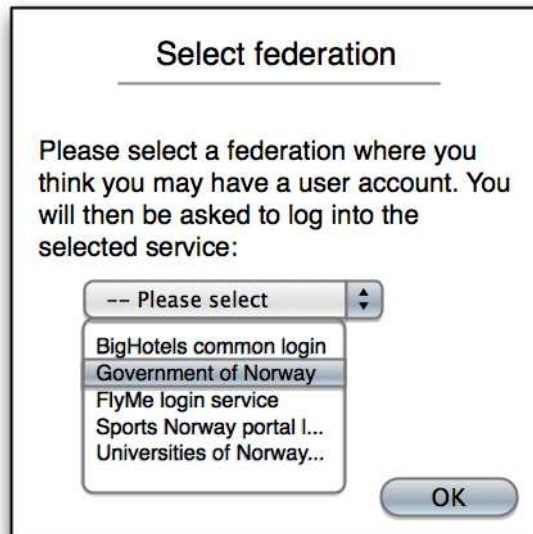 Select federation
Please select a federation where you
think you may have a user account. You
will then be asked to log into the
selected service:
-- Please select
BigHotels common login
Government of Norway
FlyMe login service
Sports Norway portal l...
Universities of Norway...
OK